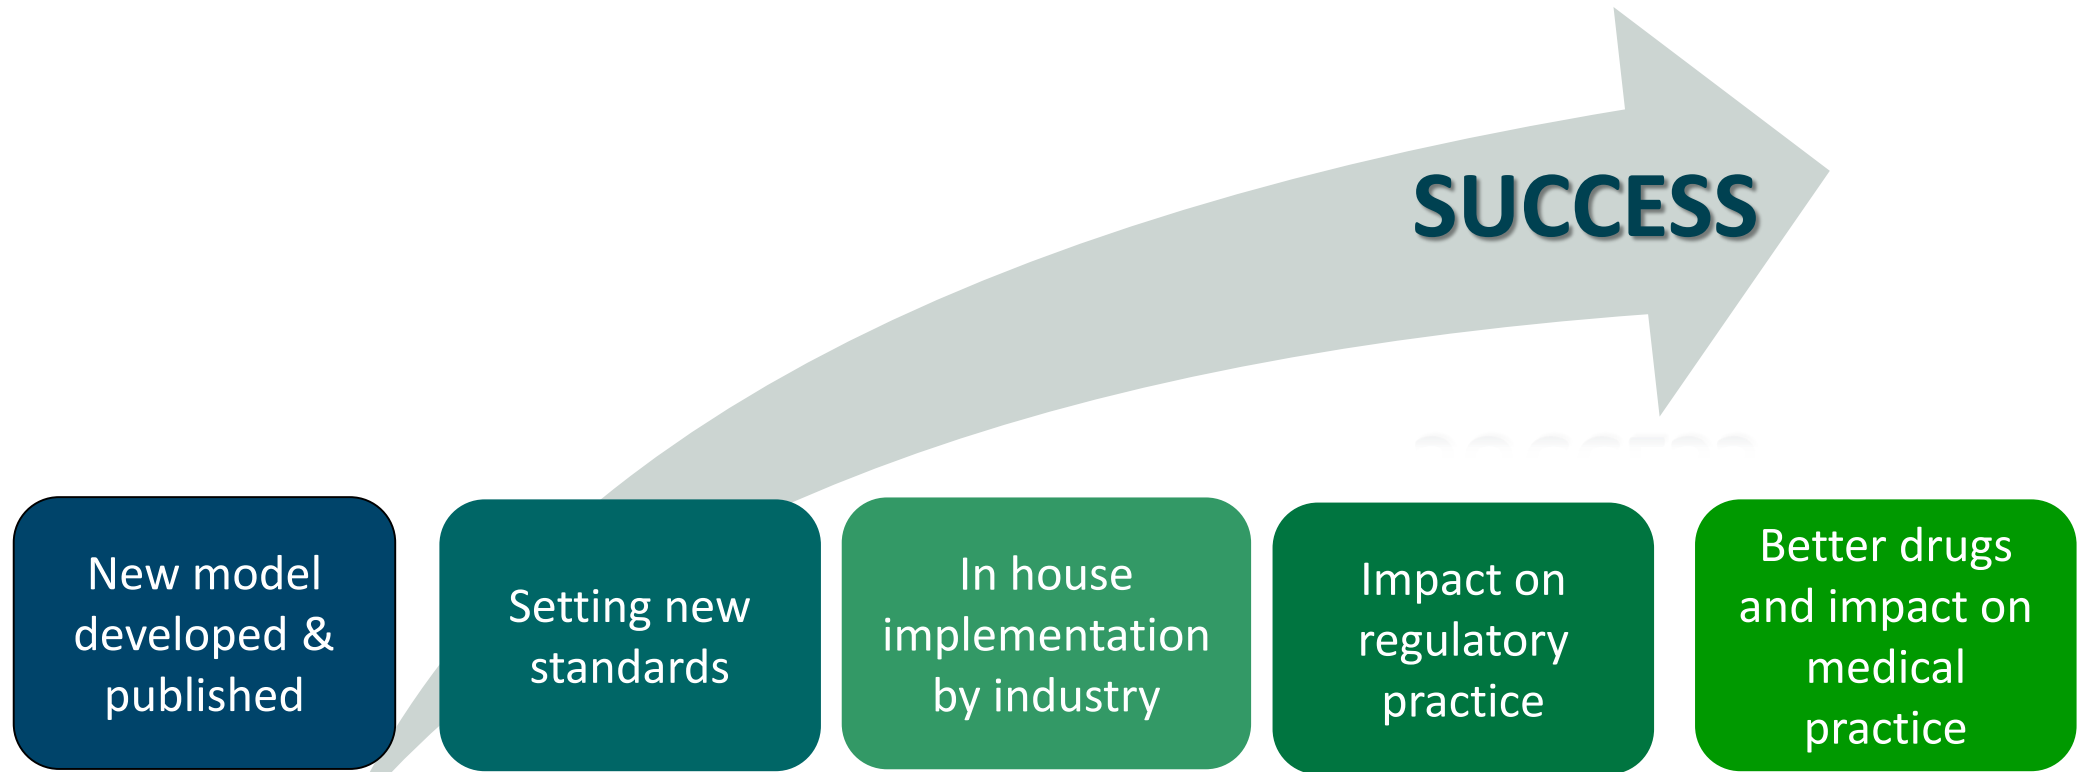 SUCCESS
New model
developed &
published
Setting new
standards
In house
implementation
by industry
Impact on
regulatory
practice
Better drugs
and impact on
medical
practice